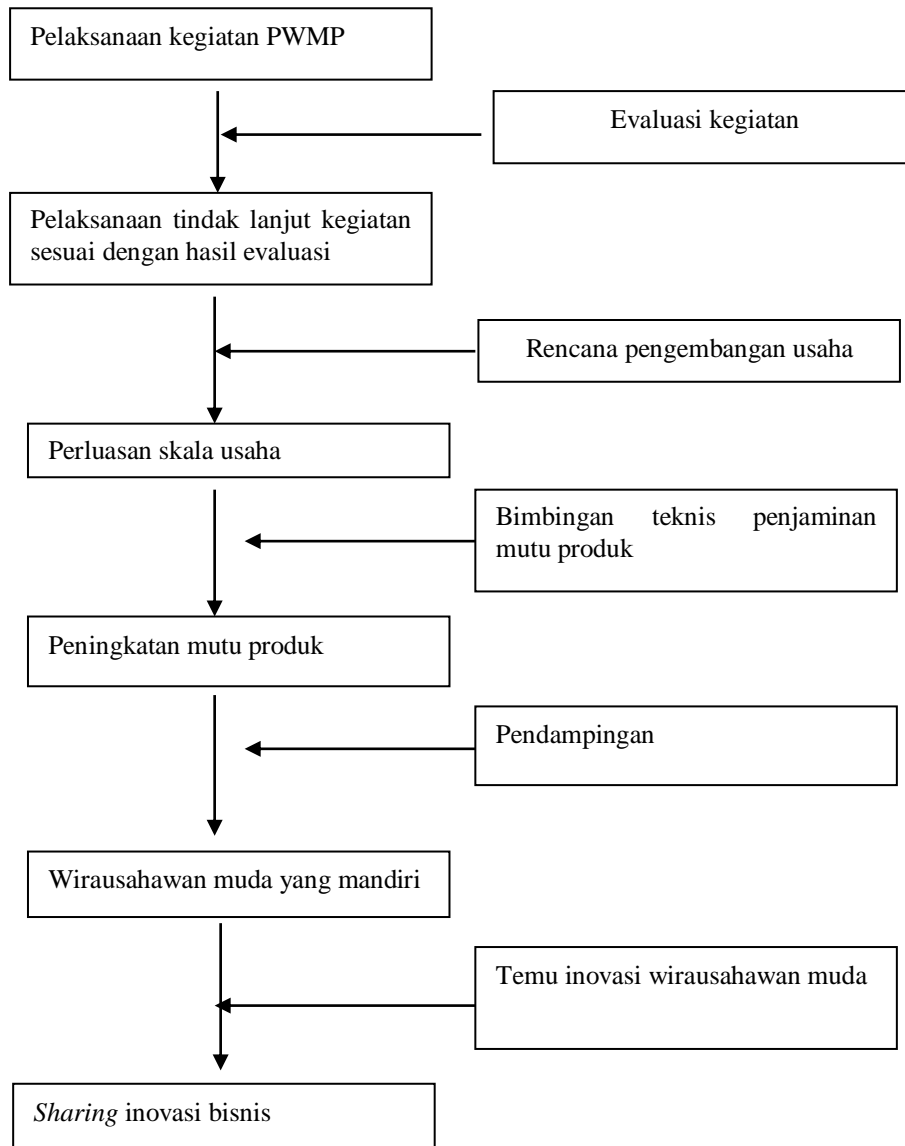 Pelaksanaan kegiatan PWMP
Evaluasi kegiatan
Pelaksanaan tindak lanjut kegiatan
sesuai dengan hasil evaluasi
Rencana pengembangan usaha
Perluasan skala usaha
Bimbingan teknis penjaminan
mutu produk
Peningkatan mutu produk
Pendampingan
Wirausahawan muda yang mandiri
Temu inovasi wirausahawan muda
Sharing inovasi bisnis